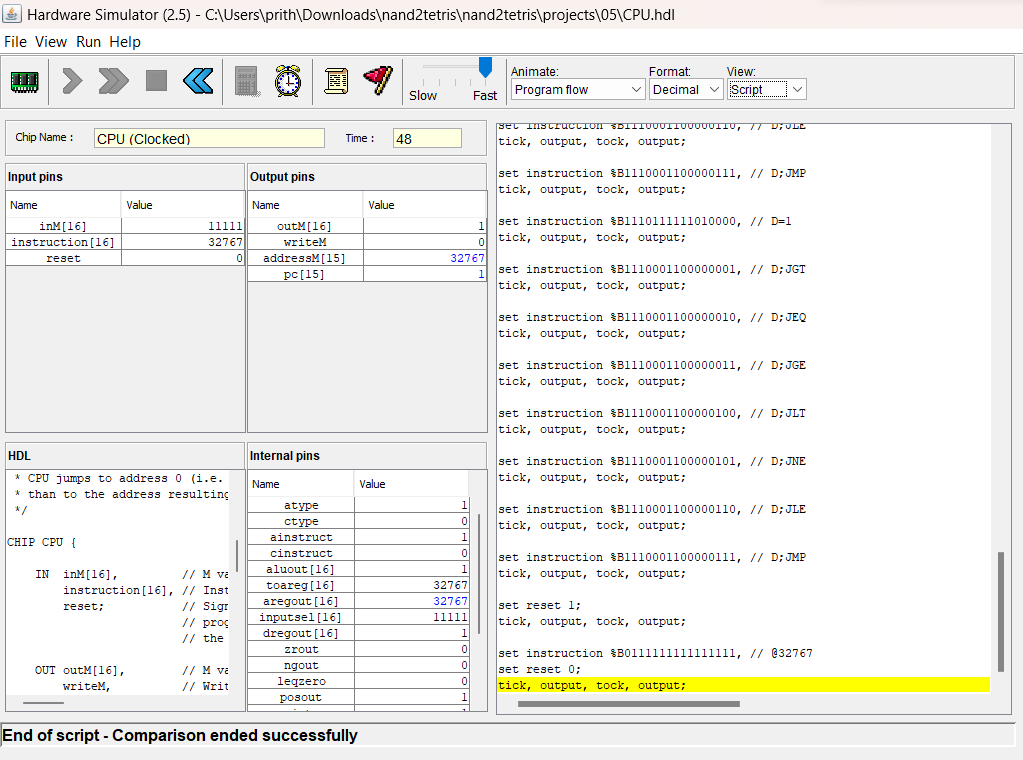 Hardware Simulator (2.5) - C:\Users\prith\Downloads\nand2tetris\nand2tetris\projects\05\CPU.hdl
File View Run Help
Slow Fast
Animate: Format: View:
Program flow Decimal Script
Chip Name : CPU (Clocked) Time : 48
Input pins
Name Value
inM[16] 11111
instruction[16] 32767
reset 0
Output pins
Name Value
outM[16] 1
writeM 0
addressM[15] 32767
pc[15] 1
HDL
* CPU jumps to address 0 (i.e.
* than to the address resulting
*/
CHIP CPU {
IN inM[16], // M va
instruction[16], // Inst
reset; // Sign
// prog
// the
OUT outM[16], // M va
writeM, // Writ
Internal pins
Name Value
atype 1
ctype 0
ainstruct 1
cinstruct 0
aluout[16] 1
toareg[16] 32767
aregout[16] 32767
inputsel[16] 11111
dregout[16] 1
zrout 0
ngout 0
leqzero 0
posout 1
set instruction %B1110001100000110, // D;JLE
tick, output, tock, output;
set instruction %B1110001100000111, // D;JMP
tick, output, tock, output;
set instruction %B1110111111010000, // D=1
tick, output, tock, output;
set instruction %B1110001100000001, // D;JGT
tick, output, tock, output;
set instruction %B1110001100000010, // D;JEQ
tick, output, tock, output;
set instruction %B1110001100000011, // D;JGE
tick, output, tock, output;
set instruction %B1110001100000100, // D;JLT
tick, output, tock, output;
set instruction %B1110001100000101, // D;JNE
tick, output, tock, output;
set instruction %B1110001100000110, // D;JLE
tick, output, tock, output;
set instruction %B1110001100000111, // D;JMP
tick, output, tock, output;
set reset 1;
tick, output, tock, output;
set instruction %B0111111111111111, // @32767
set reset 0;
tick, output, tock, output;
End of script - Comparison ended successfully